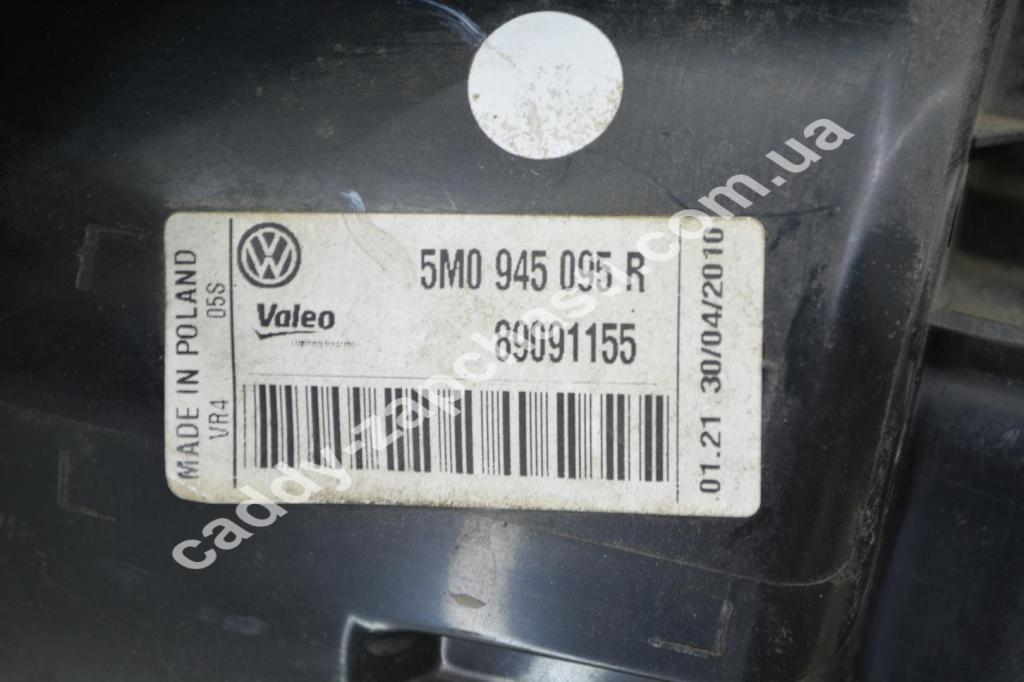 MADE IN POLAND
VR4 05S
VW
5M0 945 095 R
Valeo
89091155
.01.21 30/04/2010
caddy-zapchasti.com.ua